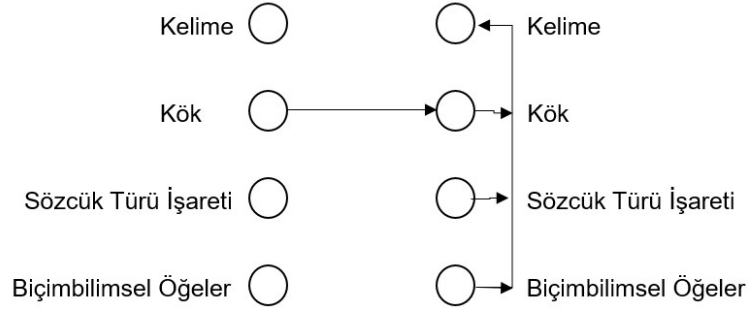 Kelime Kelime
Kök Kök
Sözcük Türü İşareti Sözcük Türü İşareti
Biçimbilimsel Öğeler Biçimbilimsel Öğeler